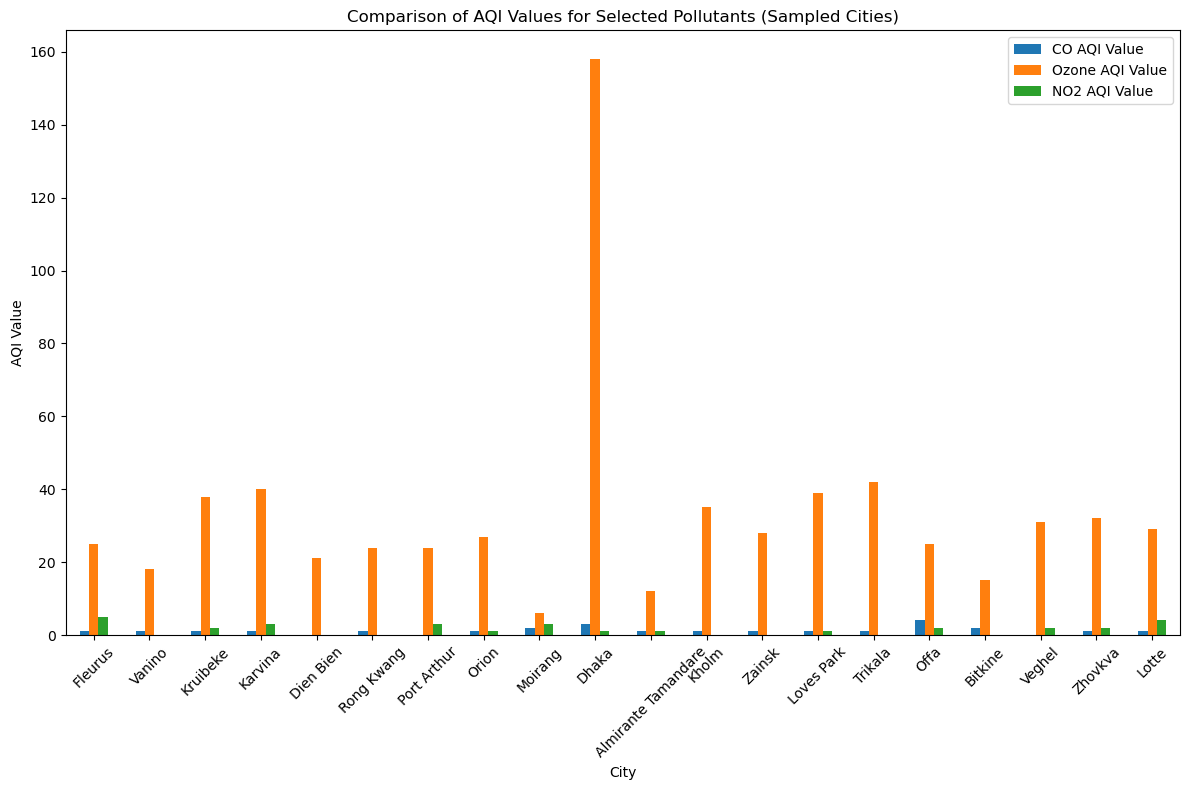 Comparison of AQI Values for Selected Pollutants (Sampled Cities)
CO AQI Value
Ozone AQI Value
NO2 AQI Value
AQI Value
160
140
120
100
80
60
40
20
0
Fleurus
Vanino
Kruibeke
Karvina
Dien Bien
Rong Kwang
Port Arthur
Orion
Moirang
Dhaka
Almirante Tamandare
Kholm
Zainsk
Loves Park
Trikala
Offa
Bitkine
Veghel
Zhovkva
Lotte
City